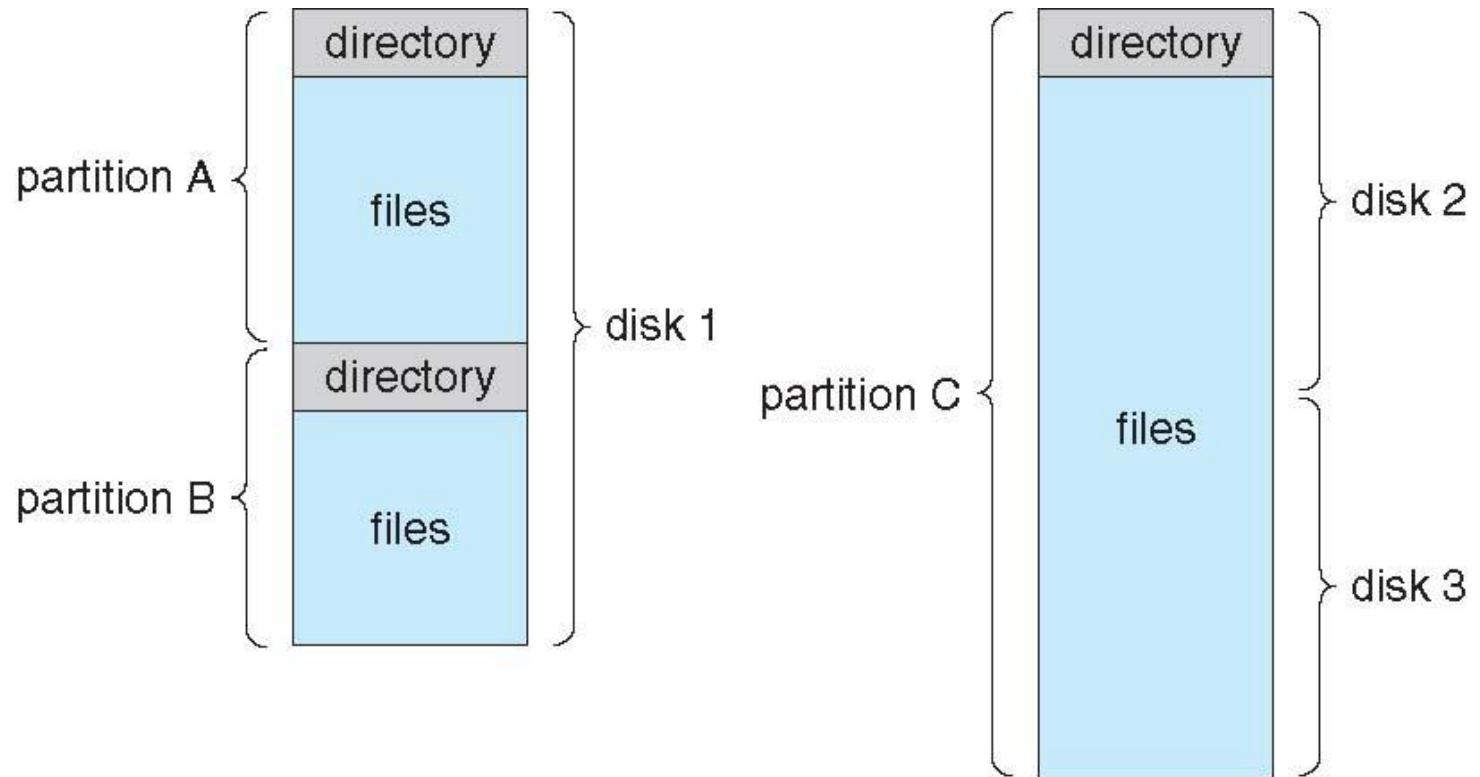 directory
partition A
files
disk 1
directory
partition B
files
directory
disk 2
partition C
files
disk 3